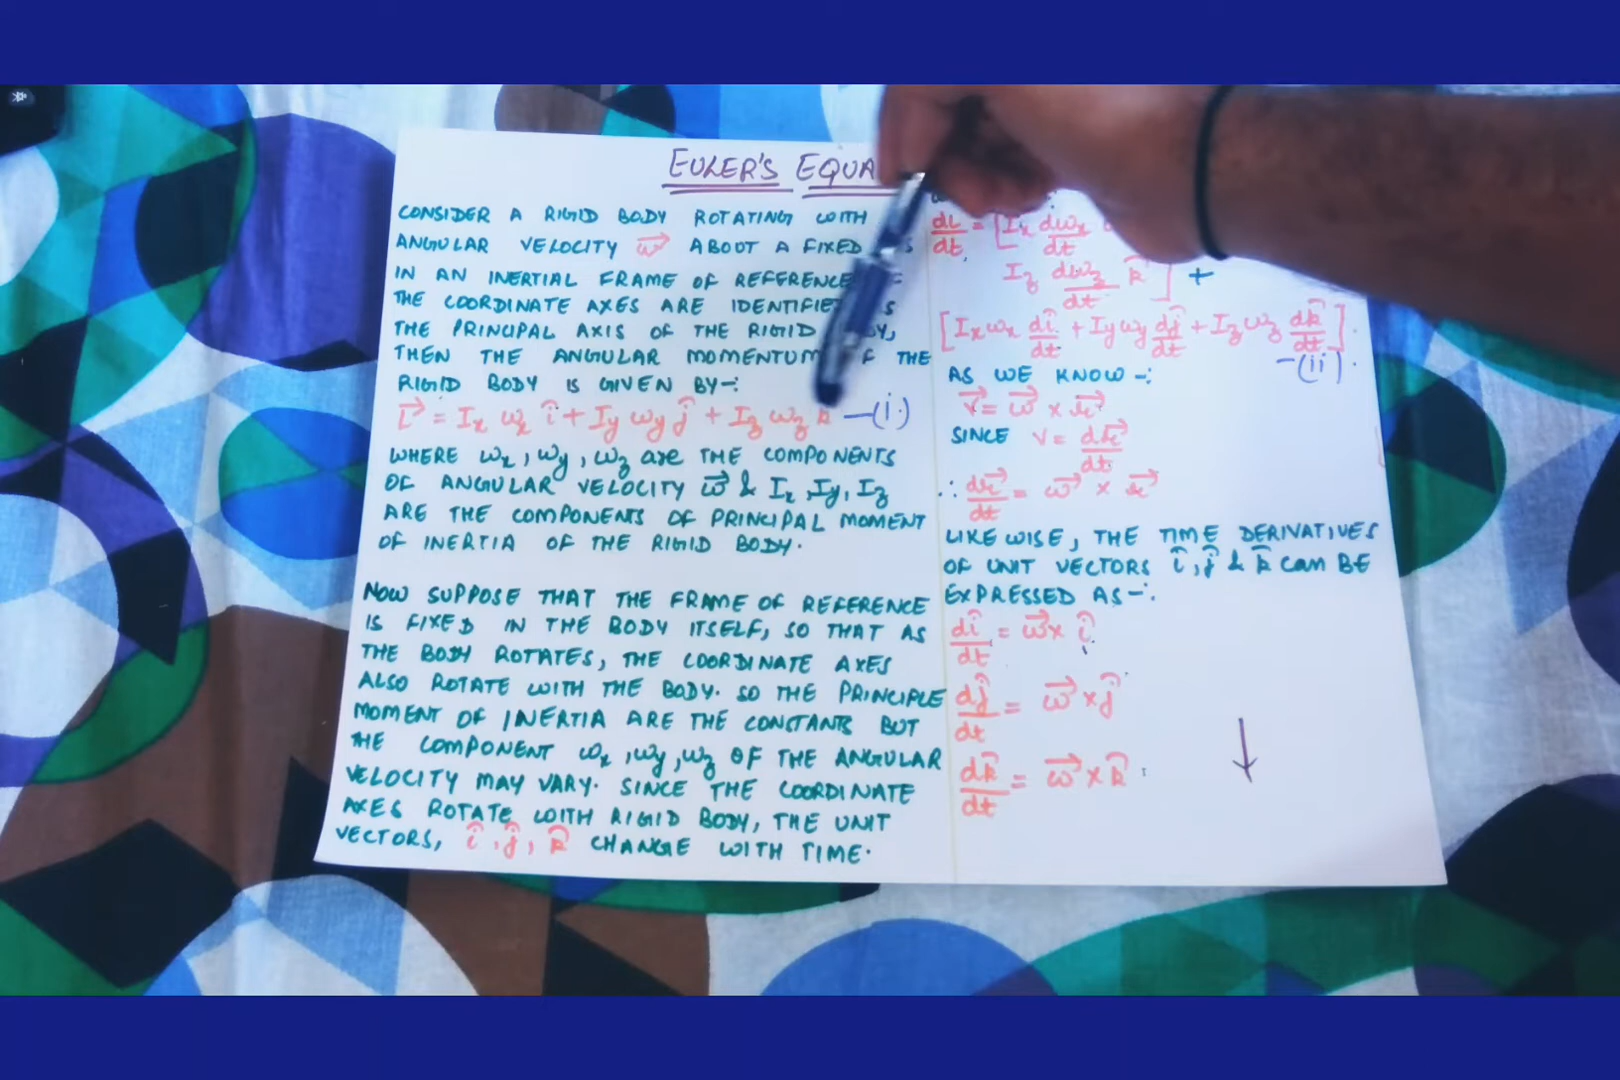 EULER'S EQUA
CONSIDER A RIGID BODY ROTATING WITH
ANGULAR VELOCITY ω⃗ ABOUT A FIXED
IN AN INERTIAL FRAME OF REFERENCE
THE COORDINATE AXES ARE IDENTIFIED
THE PRINCIPAL AXIS OF THE RIGID
THEN THE ANGULAR MOMENTUM THE
RIGID BODY IS GIVEN BY-:
L⃗ = Iₓ ωₓ î + Iy ωy ĵ + Iz ωz k̂ —(i.)
WHERE ωₓ, ωy, ωz are THE COMPONENTS
OF ANGULAR VELOCITY ω⃗ & Iₓ, Iy, Iz
ARE THE COMPONENTS OF PRINCIPAL MOMENT
OF INERTIA OF THE RIGID BODY.
NOW SUPPOSE THAT THE FRAME OF REFERENCE
IS FIXED IN THE BODY ITSELF, SO THAT AS
THE BODY ROTATES, THE COORDINATE AXES
ALSO ROTATE WITH THE BODY. SO THE PRINCIPLE
MOMENT OF INERTIA ARE THE CONSTANTS BUT
THE COMPONENT ωₓ, ωy, ωz OF THE ANGULAR
VELOCITY MAY VARY. SINCE THE COORDINATE
AXES ROTATE WITH RIGID BODY, THE UNIT
VECTORS, î, ĵ, k̂ CHANGE WITH TIME.
dL/dt = [Iₓ dωₓ/dt
Iz dωz/dt k̂] +
[Iₓ ωₓ dî/dt + Iy ωy dĵ/dt + Iz ωz dk̂/dt]. —(ii).
AS WE KNOW-:
v⃗ = ω⃗ × r⃗
SINCE v = dr⃗/dt
∴ dr⃗/dt = ω⃗ × r⃗
LIKEWISE, THE TIME DERIVATIVES
OF UNIT VECTORS î, ĵ & k̂ can BE
EXPRESSED AS-:
dî/dt = ω⃗ × î
dĵ/dt = ω⃗ × ĵ
dk̂/dt = ω⃗ × k̂